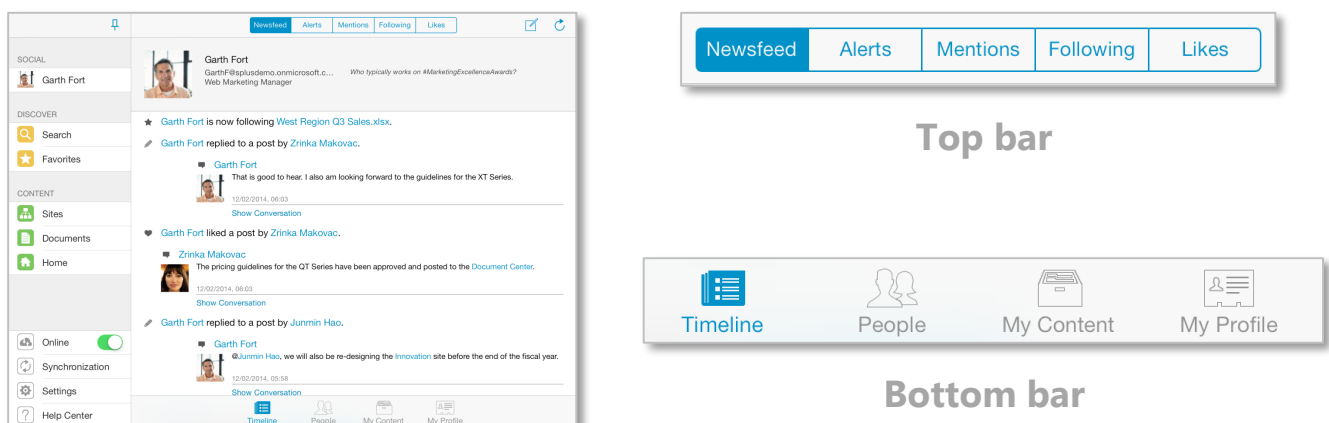 Newsfeed Alerts Mentions Following Likes
SOCIAL
Garth Fort
DISCOVER
Search
Favorites
CONTENT
Sites
Documents
Home
Online
Synchronization
Settings
Help Center
Garth Fort
GarthF@splusdemo.onmicrosoft.c...
Who typically works on #MarketingExcellenceAwards?
Web Marketing Manager
Garth Fort is now following West Region Q3 Sales.xlsx.
Garth Fort replied to a post by Zrinka Makovac.
Garth Fort
That is good to hear. I also am looking forward to the guidelines for the XT Series.
12/02/2014, 06:03
Show Conversation
Garth Fort liked a post by Zrinka Makovac.
Zrinka Makovac
The pricing guidelines for the QT Series have been approved and posted to the Document Center.
12/02/2014, 06:03
Show Conversation
Garth Fort replied to a post by Junmin Hao.
Garth Fort
@Junmin Hao, we will also be re-designing the Innovation site before the end of the fiscal year.
12/02/2014, 05:58
Show Conversation
Timeline People My Content My Profile
Newsfeed Alerts Mentions Following Likes
Top bar
Timeline People My Content My Profile
Bottom bar